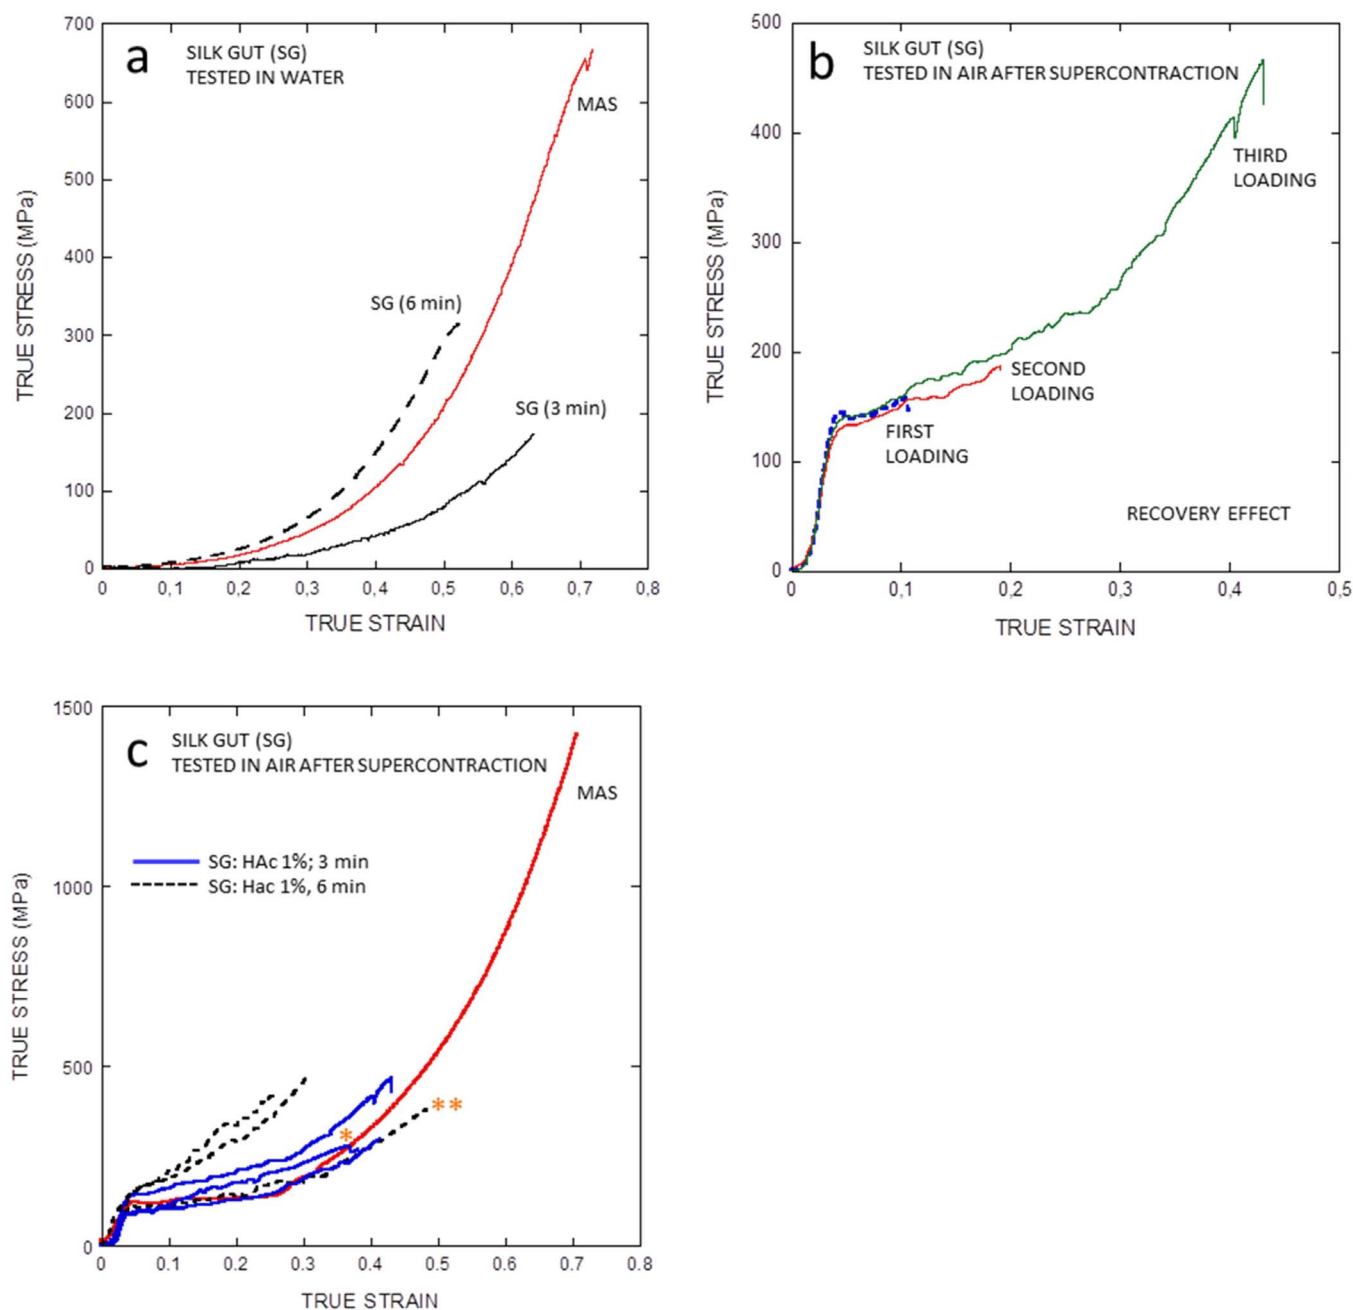 a
SILK GUT (SG)
TESTED IN WATER
MAS
SG (6 min)
SG (3 min)
TRUE STRESS (MPa)
700
600
500
400
300
200
100
0
0 0,1 0,2 0,3 0,4 0,5 0,6 0,7 0,8
TRUE STRAIN
b
SILK GUT (SG)
TESTED IN AIR AFTER SUPERCONTRACTION
THIRD
LOADING
SECOND
LOADING
FIRST
LOADING
RECOVERY EFFECT
TRUE STRESS (MPa)
500
400
300
200
100
0
0 0,1 0,2 0,3 0,4 0,5
TRUE STRAIN
c
SILK GUT (SG)
TESTED IN AIR AFTER SUPERCONTRACTION
MAS
SG: HAc 1%; 3 min
SG: Hac 1%, 6 min
*
**
TRUE STRESS (MPa)
1500
1000
500
0
0 0.1 0.2 0.3 0.4 0.5 0.6 0.7 0.8
TRUE STRAIN